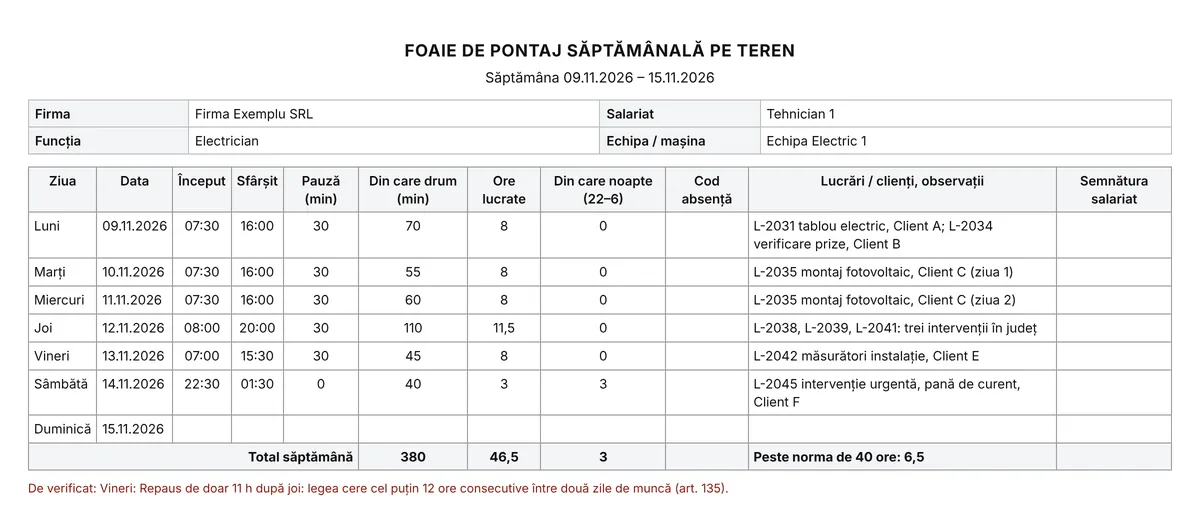 FOAIE DE PONTAJ SĂPTĂMÂNALĂ PE TEREN
Săptămâna 09.11.2026 – 15.11.2026
Firma Firma Exemplu SRL Salariat Tehnician 1
Funcția Electrician Echipa / mașina Echipa Electric 1
Ziua Data Început Sfârșit Pauză (min) Din care drum (min) Ore lucrate Din care noapte (22–6) Cod absență Lucrări / clienți, observații Semnătura salariat
Luni 09.11.2026 07:30 16:00 30 70 8 0 L-2031 tablou electric, Client A; L-2034
verificare prize, Client B
Marți 10.11.2026 07:30 16:00 30 55 8 0 L-2035 montaj fotovoltaic, Client C (ziua 1)
Miercuri 11.11.2026 07:30 16:00 30 60 8 0 L-2035 montaj fotovoltaic, Client C (ziua 2)
Joi 12.11.2026 08:00 20:00 30 110 11,5 0 L-2038, L-2039, L-2041: trei intervenții în județ
Vineri 13.11.2026 07:00 15:30 30 45 8 0 L-2042 măsurători instalație, Client E
Sâmbătă 14.11.2026 22:30 01:30 0 40 3 3 L-2045 intervenție urgentă, pană de curent,
Client F
Duminică 15.11.2026
Total săptămână 380 46,5 3 Peste norma de 40 ore: 6,5
De verificat: Vineri: Repaus de doar 11 h după joi: legea cere cel puțin 12 ore consecutive între două zile de muncă (art. 135).